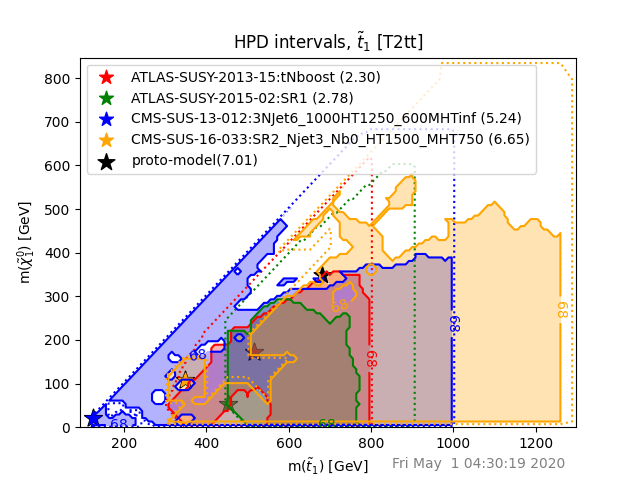 HPD intervals, t̃₁ [T2tt]
ATLAS-SUSY-2013-15:tNboost (2.30)
ATLAS-SUSY-2015-02:SR1 (2.78)
CMS-SUS-13-012:3NJet6_1000HT1250_600MHTinf (5.24)
CMS-SUS-16-033:SR2_Njet3_Nb0_HT1500_MHT750 (6.65)
proto-model(7.01)
m(χ̃₁⁰) [GeV]
800
700
600
500
400
300
200
100
0
68
68
68
68
68
68
68
200 400 600 800 1000 1200
m(t̃₁) [GeV]
Fri May 1 04:30:19 2020